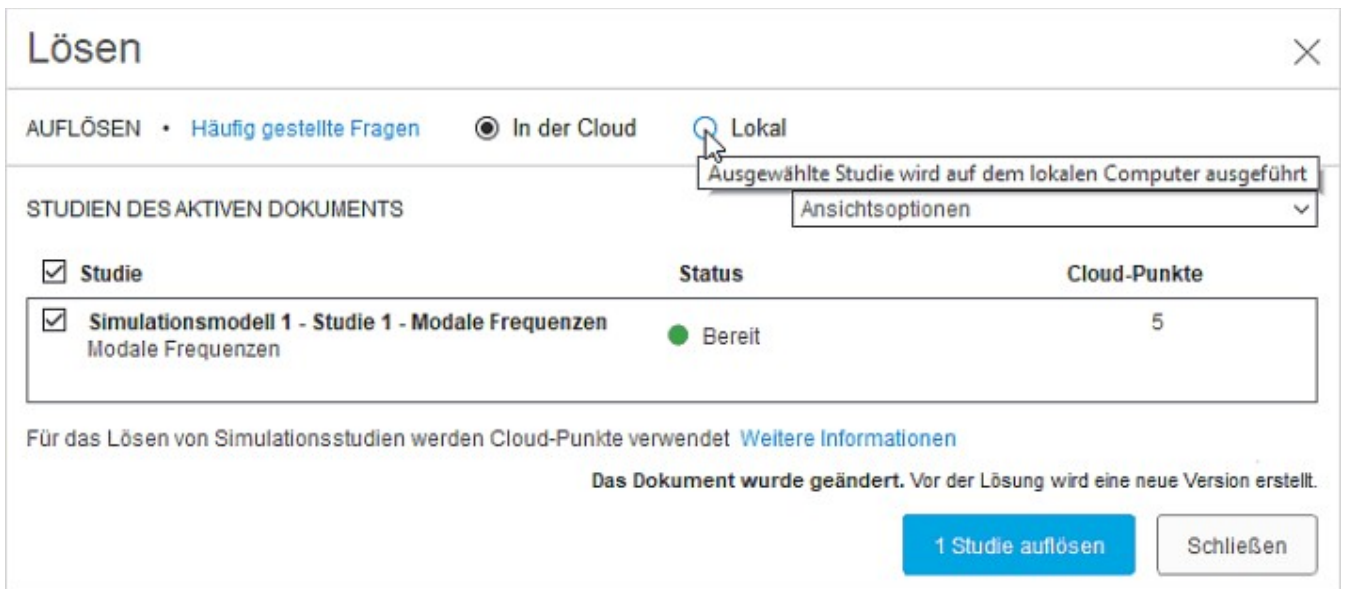 Lösen
AUFLÖSEN • Häufig gestellte Fragen In der Cloud Lokal
Ausgewählte Studie wird auf dem lokalen Computer ausgeführt
STUDIEN DES AKTIVEN DOKUMENTS Ansichtsoptionen
Studie Status Cloud-Punkte
Simulationsmodell 1 - Studie 1 - Modale Frequenzen Bereit 5
Modale Frequenzen
Für das Lösen von Simulationsstudien werden Cloud-Punkte verwendet Weitere Informationen
Das Dokument wurde geändert. Vor der Lösung wird eine neue Version erstellt.
1 Studie auflösen Schließen